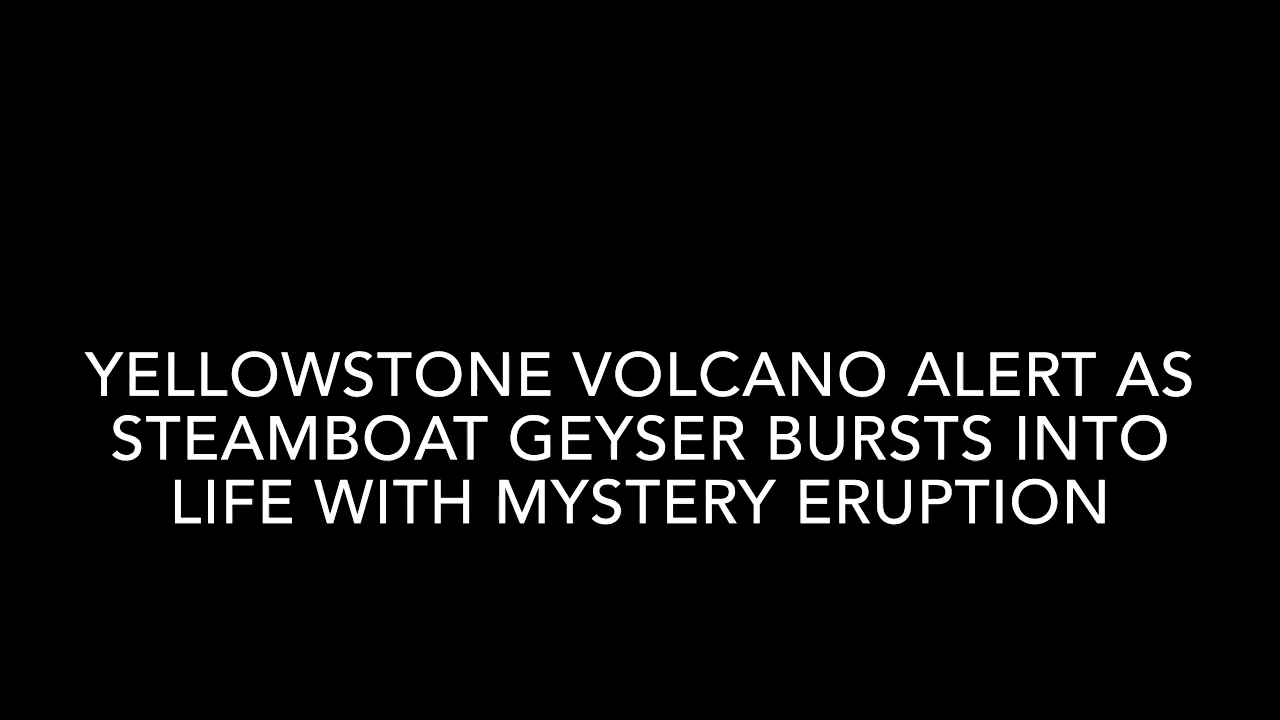 YELLOWSTONE VOLCANO ALERT AS
STEAMBOAT GEYSER BURSTS INTO
LIFE WITH MYSTERY ERUPTION